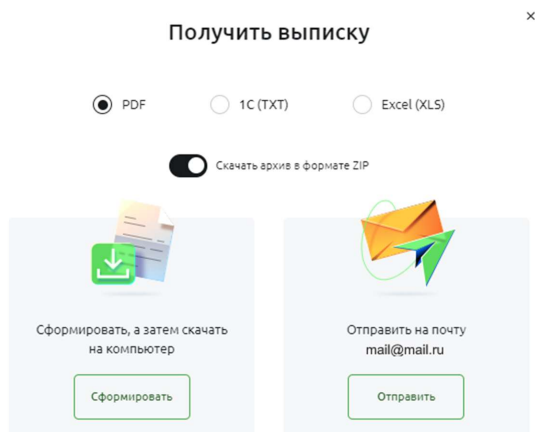 Получить выписку
PDF
1С (TXT)
Excel (XLS)
Скачать архив в формате ZIP
Сформировать, а затем скачать
на компьютер
Сформировать
Отправить на почту
mail@mail.ru
Отправить